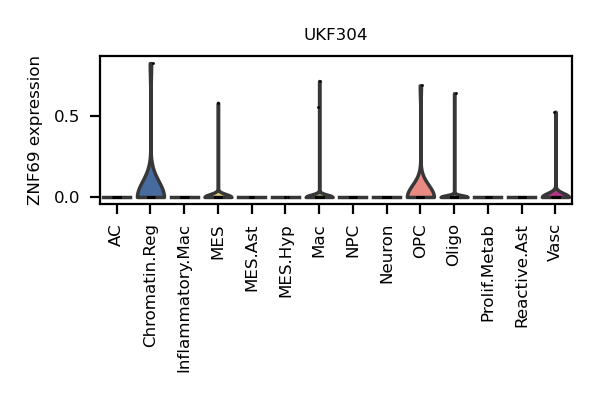 UKF304
ZNF69 expression
0.5
0.0
AC
Chromatin.Reg
Inflammatory.Mac
MES
MES.Ast
MES.Hyp
Mac
NPC
Neuron
OPC
Oligo
Prolif.Metab
Reactive.Ast
Vasc